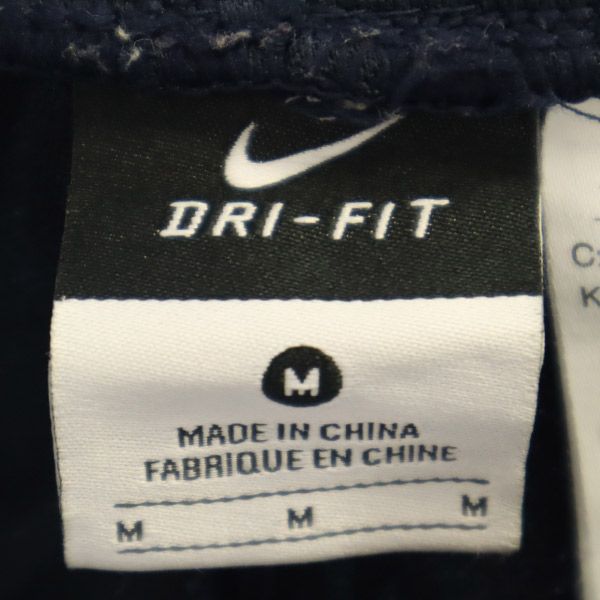 DRI-FIT
M
MADE IN CHINA
FABRIQUE EN CHINE
M M M
C:
K